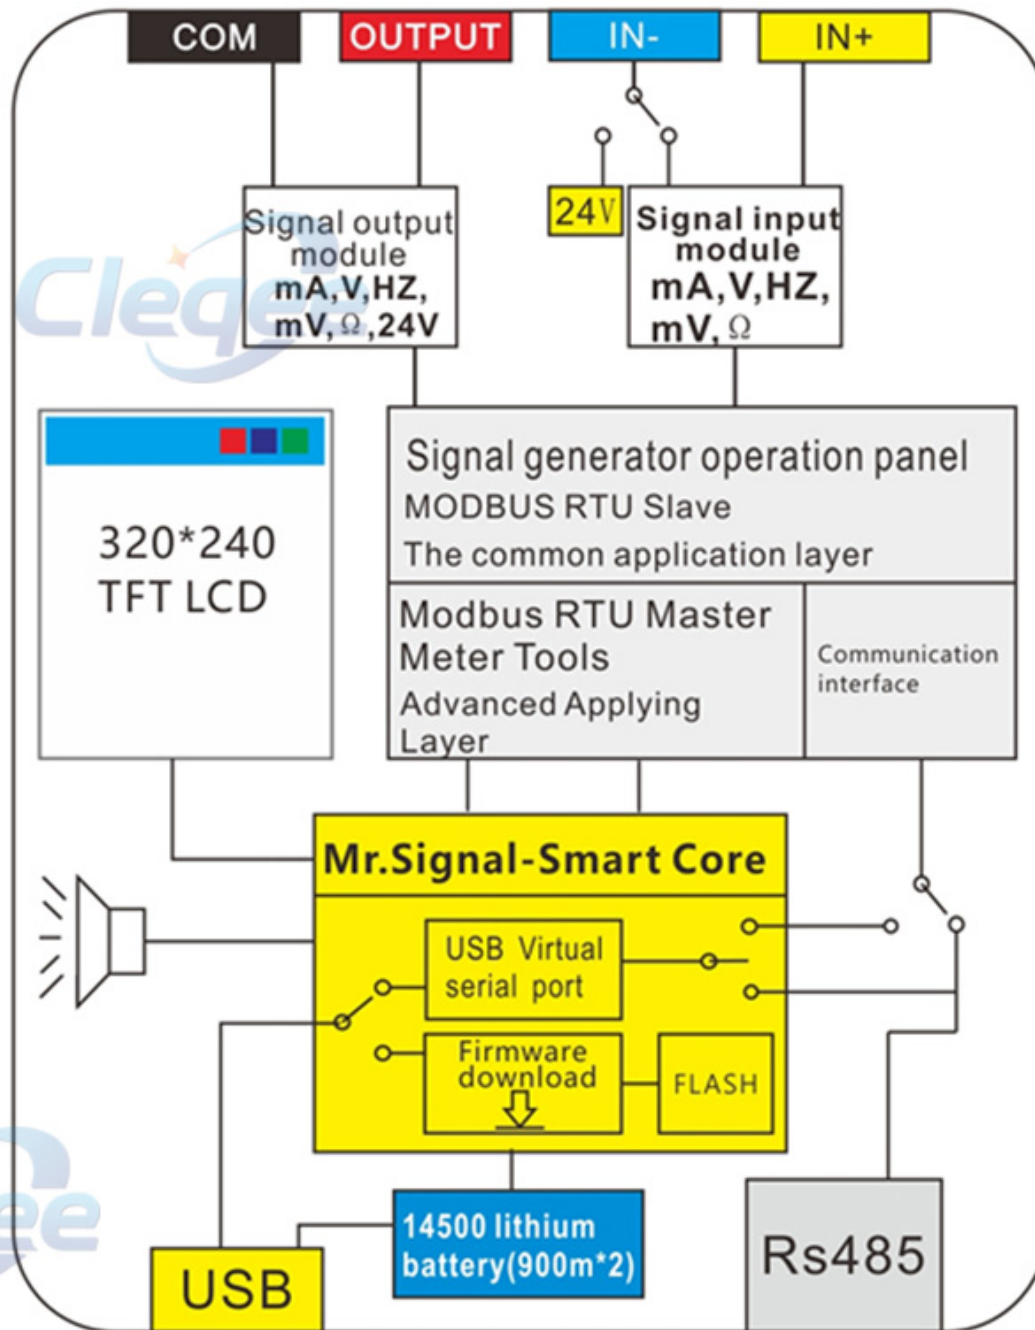 COM
OUTPUT
IN-
IN+
24V
Signal output
module
mA,V,HZ,
mV,Ω,24V
Signal input
module
mA,V,HZ,
mV,Ω
Cleqee
320*240
TFT LCD
Signal generator operation panel
MODBUS RTU Slave
The common application layer
Modbus RTU Master
Meter Tools
Advanced Applying
Layer
Communication
interface
Mr.Signal-Smart Core
USB Virtual
serial port
Firmware
download
FLASH
ee
14500 lithium
battery(900m*2)
USB
Rs485